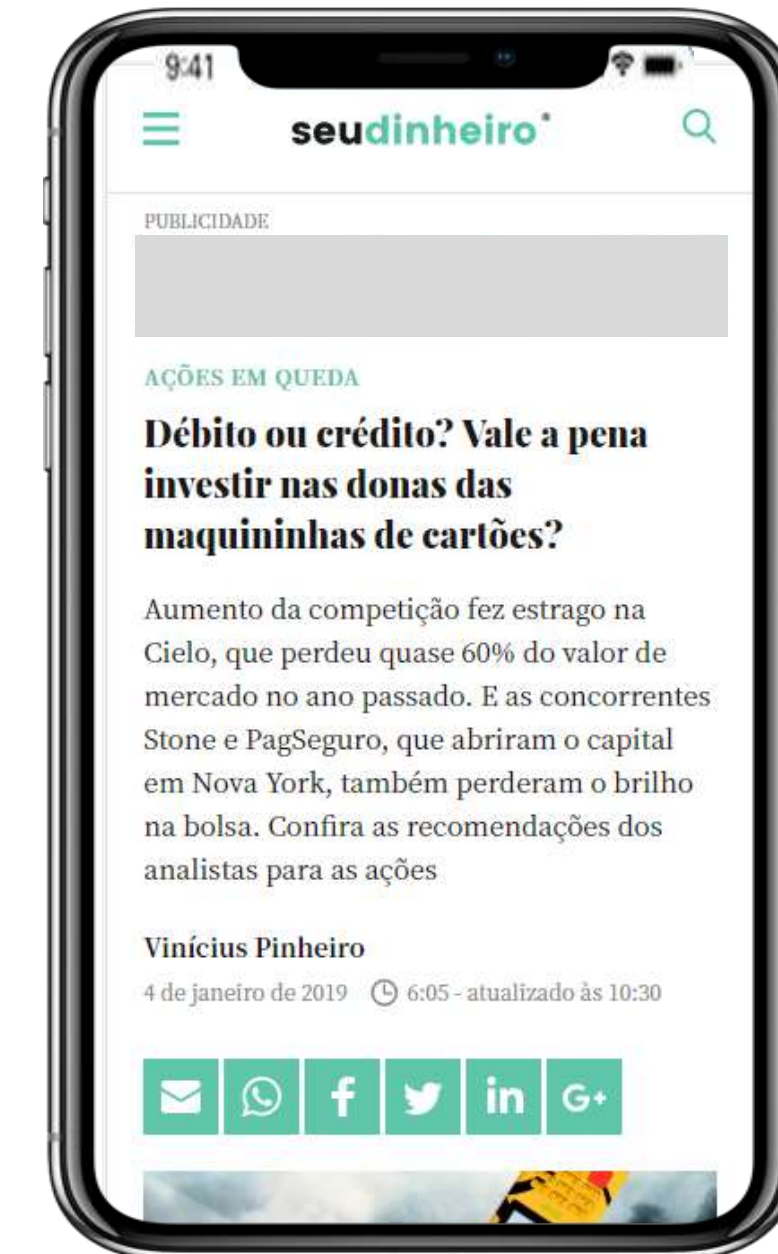 9:41
seudinheiro
PUBLICIDADE
AÇÕES EM QUEDA
Débito ou crédito? Vale a pena
investir nas donas das
maquininhas de cartões?
Aumento da competição fez estrago na
Cielo, que perdeu quase 60% do valor de
mercado no ano passado. E as concorrentes
Stone e PagSeguro, que abriram o capital
em Nova York, também perderam o brilho
na bolsa. Confira as recomendações dos
analistas para as ações
Vinícius Pinheiro
4 de janeiro de 2019 6:05 - atualizado às 10:30
f in G+